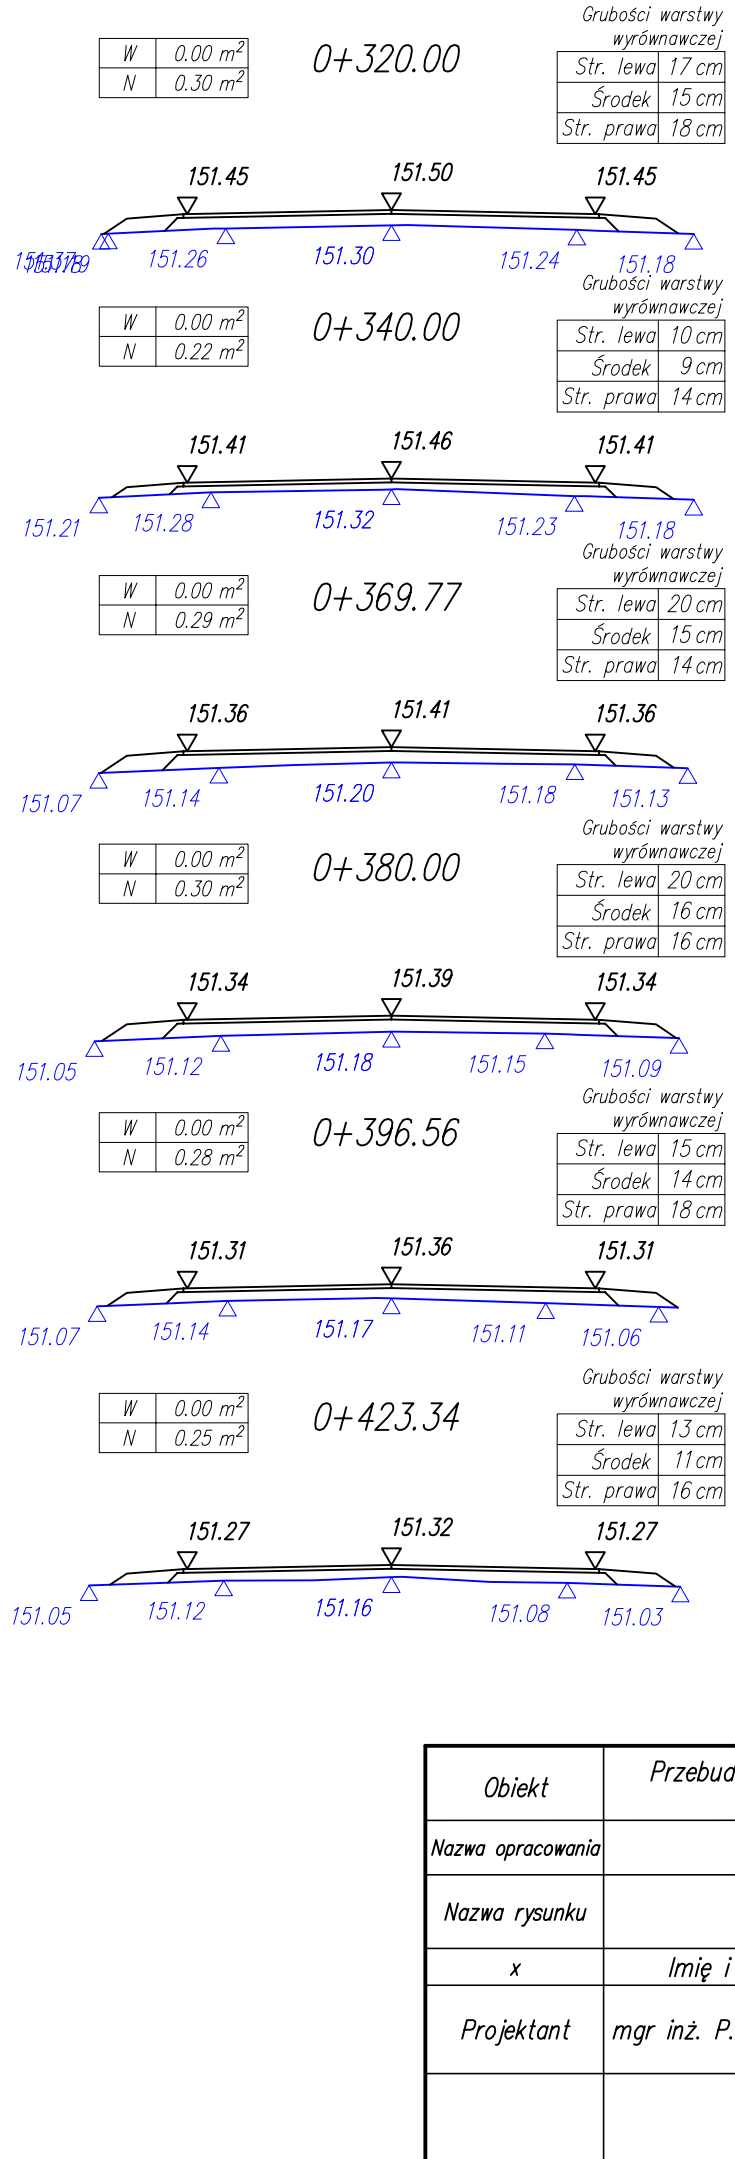 Grubości warstwy
wyrównawczej
W 0.00 m²
N 0.30 m²
0+320.00
Str. lewa 17 cm
Środek 15 cm
Str. prawa 18 cm
151.45 151.50 151.45
151.26 151.30 151.24 151.18
Grubości warstwy
wyrównawczej
W 0.00 m²
N 0.22 m²
0+340.00
Str. lewa 10 cm
Środek 9 cm
Str. prawa 14 cm
151.41 151.46 151.41
151.21 151.28 151.32 151.23 151.18
Grubości warstwy
wyrównawczej
W 0.00 m²
N 0.29 m²
0+369.77
Str. lewa 20 cm
Środek 15 cm
Str. prawa 14 cm
151.36 151.41 151.36
151.07 151.14 151.20 151.18 151.13
Grubości warstwy
wyrównawczej
W 0.00 m²
N 0.30 m²
0+380.00
Str. lewa 20 cm
Środek 16 cm
Str. prawa 16 cm
151.34 151.39 151.34
151.05 151.12 151.18 151.15 151.09
Grubości warstwy
wyrównawczej
W 0.00 m²
N 0.28 m²
0+396.56
Str. lewa 15 cm
Środek 14 cm
Str. prawa 18 cm
151.31 151.36 151.31
151.07 151.14 151.17 151.11 151.06
Grubości warstwy
wyrównawczej
W 0.00 m²
N 0.25 m²
0+423.34
Str. lewa 13 cm
Środek 11 cm
Str. prawa 16 cm
151.27 151.32 151.27
151.05 151.12 151.16 151.08 151.03
Obiekt Przebud
Nazwa opracowania
Nazwa rysunku
x Imię i
Projektant mgr inż. P.